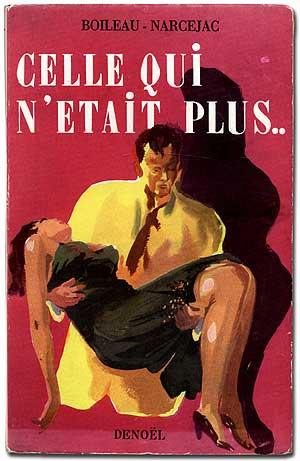 BOILEAU - NARCEJAC
CELLE QUI
N'ETAIT PLUS..
DENOËL